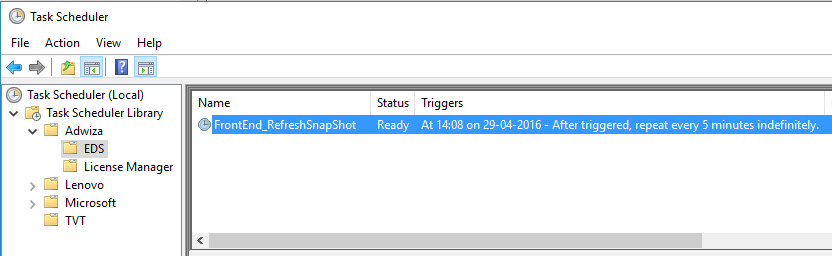 Task Scheduler
File Action View Help
Task Scheduler (Local)
Task Scheduler Library
Adwiza
EDS
License Manager
Lenovo
Microsoft
TVT
Name Status Triggers
FrontEnd_RefreshSnapShot Ready At 14:08 on 29-04-2016 - After triggered, repeat every 5 minutes indefinitely.